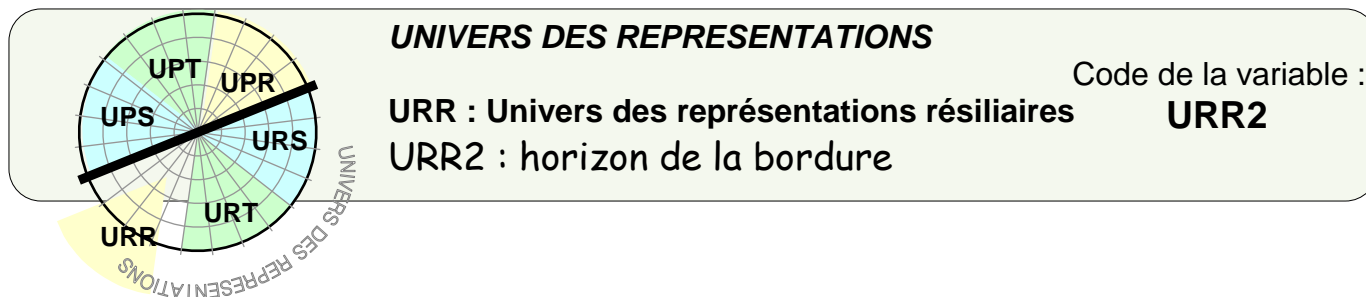 UNIVERS DES REPRESENTATIONS
Code de la variable :
URR : Univers des représentations résiliaires
URR2
URR2 : horizon de la bordure
UPT
UPR
UPS
URS
URT
URR
UNIVERS DES REPRESENTATIONS